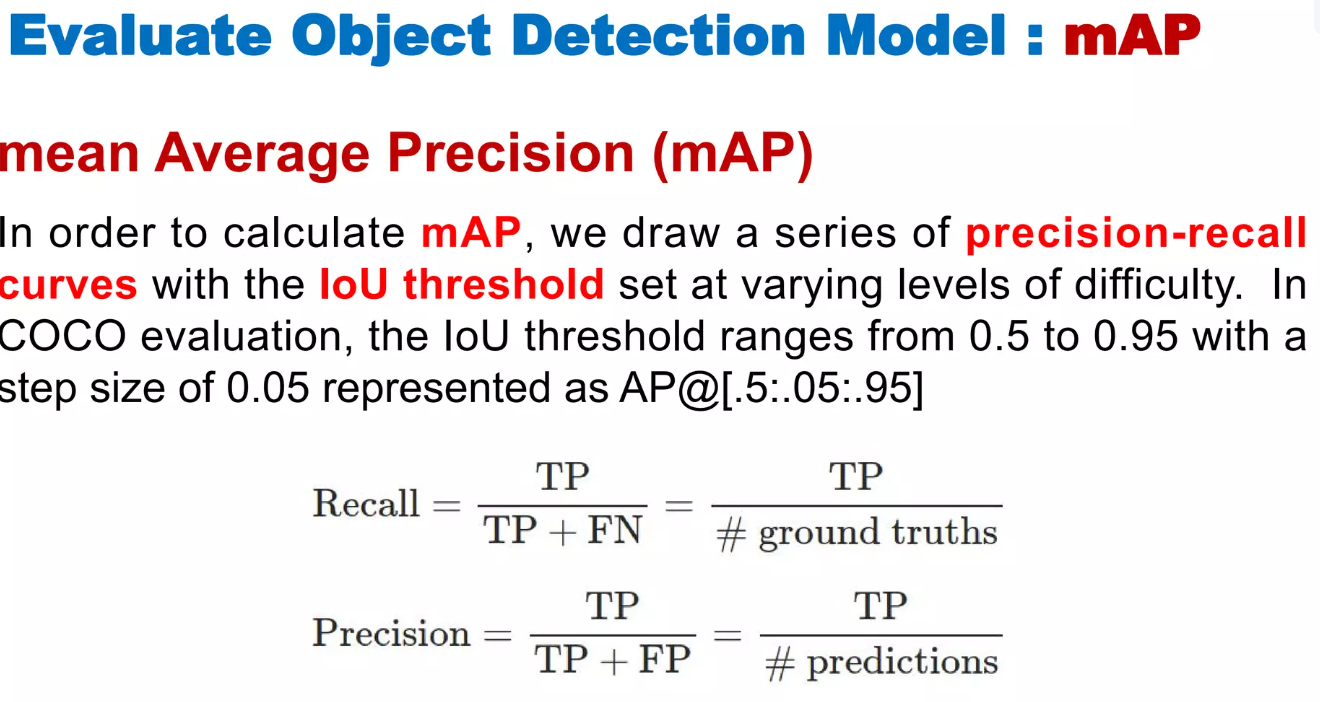 Evaluate Object Detection Model : mAP
mean Average Precision (mAP)
In order to calculate mAP, we draw a series of precision-recall
curves with the IoU threshold set at varying levels of difficulty. In
COCO evaluation, the IoU threshold ranges from 0.5 to 0.95 with a
step size of 0.05 represented as AP@[.5:.05:.95]
Recall = TP / (TP + FN) = TP / # ground truths
Precision = TP / (TP + FP) = TP / # predictions